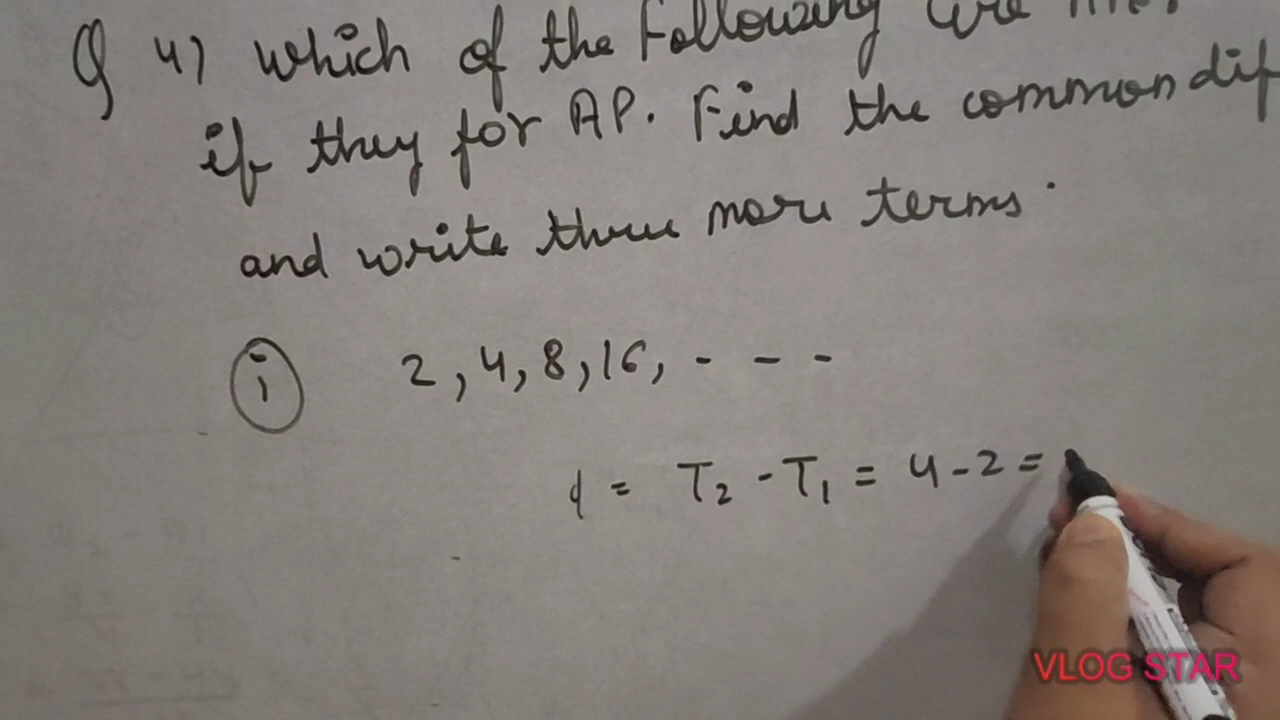 Q 4) which of the Following are
if they for AP. Find the common dif
and write three more terms.
i 2, 4, 8, 16, - - -
d = T2 - T1 = 4 - 2 =
VLOG STAR